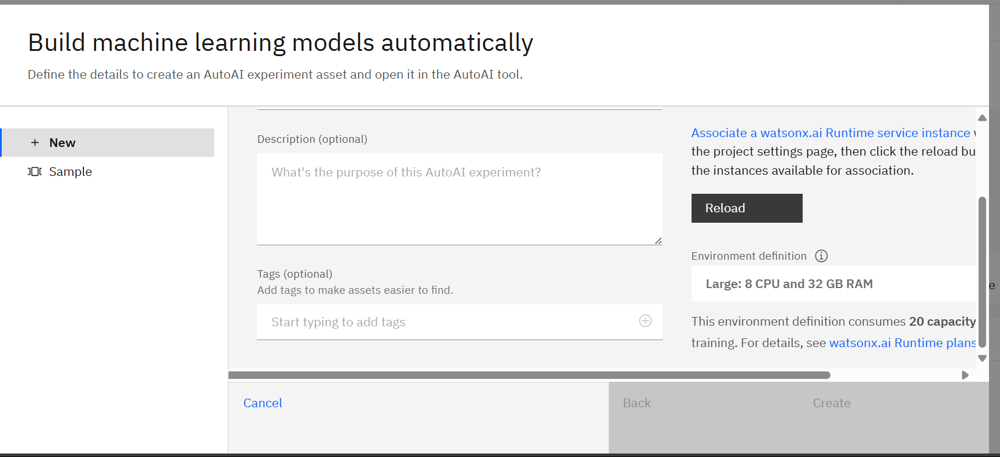 Build machine learning models automatically
Define the details to create an AutoAI experiment asset and open it in the AutoAI tool.
New
Sample
Description (optional)
What's the purpose of this AutoAI experiment?
Tags (optional)
Add tags to make assets easier to find.
Start typing to add tags
Associate a watsonx.ai Runtime service instance
the project settings page, then click the reload bu
the instances available for association.
Reload
Environment definition
Large: 8 CPU and 32 GB RAM
This environment definition consumes 20 capacity
training. For details, see watsonx.ai Runtime plans
Cancel
Back
Create